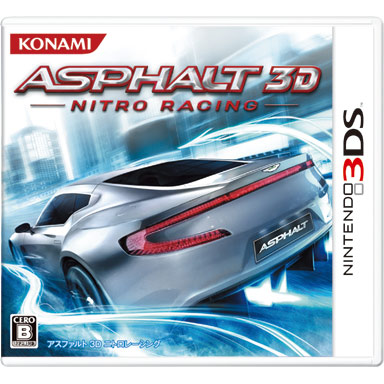 KONAMI
ASPHALT 3D
NITRO RACING
NINTENDO 3DS
ASPHALT
CERO
B
アスファルト 3D ニトロレーシング